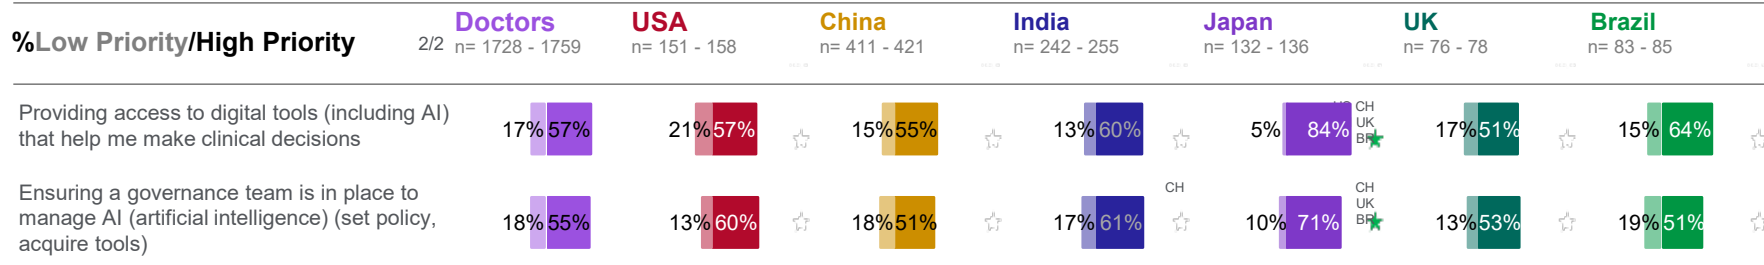 Doctors USA China India Japan UK Brazil
%Low Priority/High Priority 2/2 n= 1728 - 1759 n= 151 - 158 n= 411 - 421 n= 242 - 255 n= 132 - 136 n= 76 - 78 n= 83 - 85
Providing access to digital tools (including AI)
that help me make clinical decisions
17% 57% 21% 57% 15% 55% 13% 60% 5% 84% CH
UK
BR
17% 51% 15% 64%
Ensuring a governance team is in place to
manage AI (artificial intelligence) (set policy,
acquire tools)
18% 55% 13% 60% 18% 51% 17% 61% CH 10% 71% CH
UK
BR
13% 53% 19% 51%